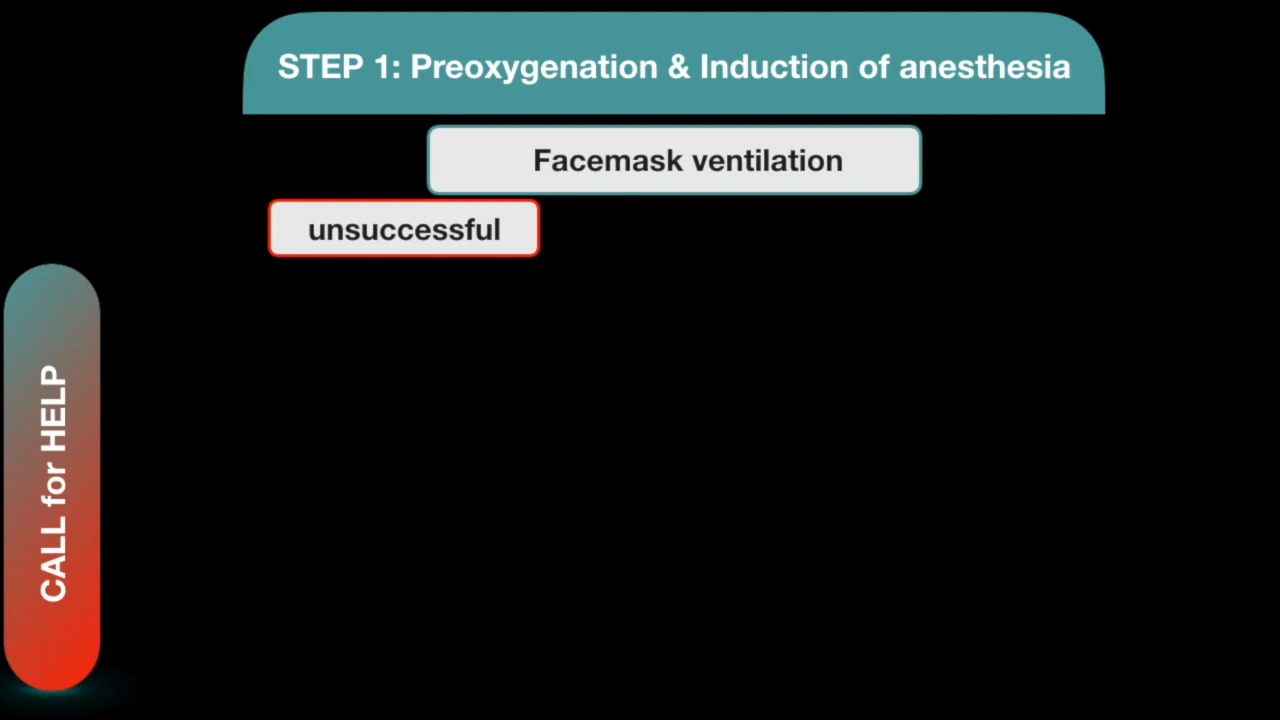 STEP 1: Preoxygenation & Induction of anesthesia
Facemask ventilation
unsuccessful
CALL for HELP